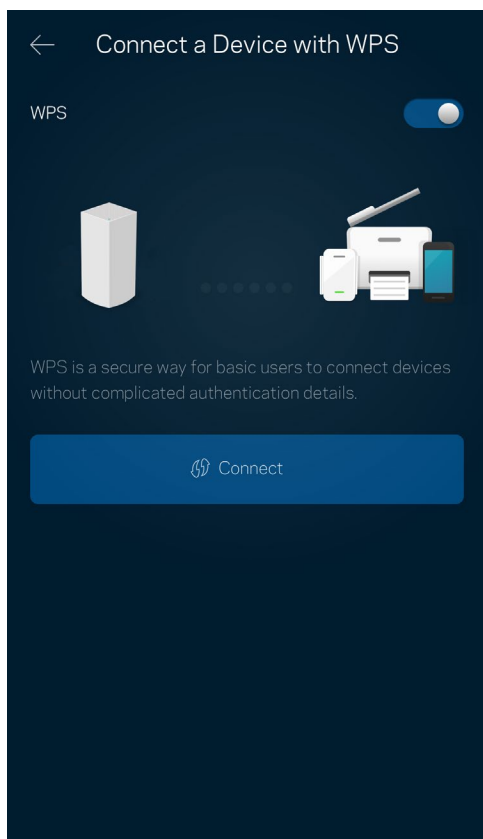 Connect a Device with WPS
WPS
WPS is a secure way for basic users to connect devices
without complicated authentication details.
Connect